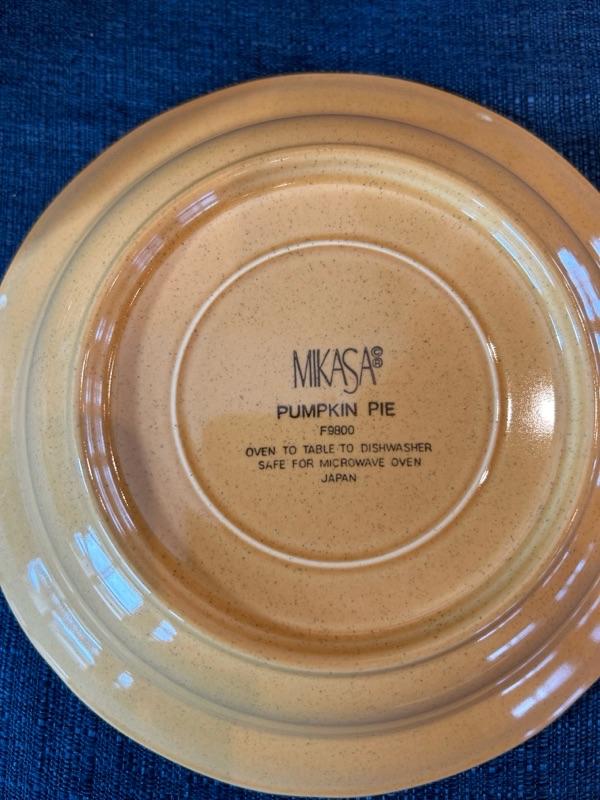 MIKASA©®
PUMPKIN PIE
F9800
OVEN TO TABLE TO DISHWASHER
SAFE FOR MICROWAVE OVEN
JAPAN